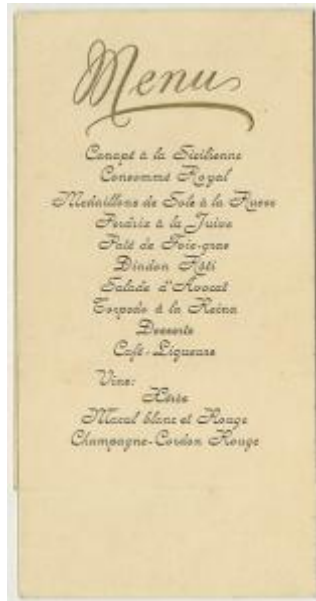 Menu
Canapé à la Sicilienne
Consommé Royal
Médaillons de Sole à la Russe
Perdrix à la Juive
Paté de Foie-gras
Dindon Rôti
Salade d'Avocat
Torpedo à la Reina
Desserts
Café-Liqueurs
Vins:
Xérès
Macul blanc et Rouge
Champagne-Cordon Rouge